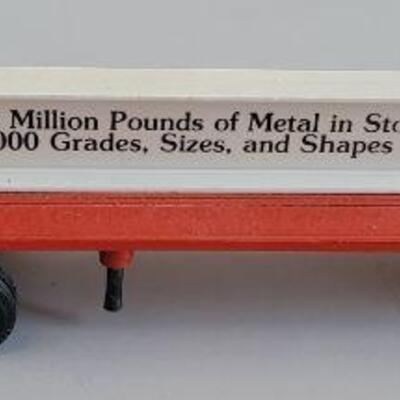 Million Pounds of Metal in Sto
000 Grades, Sizes, and Shapes